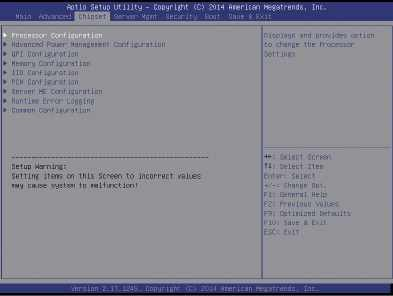 Aptio Setup Utility – Copyright (C) 2014 American Megatrends, Inc.
Main Advanced Chipset Server Mgmt Security Boot Save & Exit
Processor Configuration
Advanced Power Management Configuration
QPI Configuration
Memory Configuration
IIO Configuration
PCH Configuration
Server ME Configuration
Runtime Error Logging
Common Configuration
------------------------------------------------
Setup Warning:
Setting items on this Screen to incorrect values
may cause system to malfunction!
Displays and provides option
to change the Processor
Settings
→←: Select Screen
↑↓: Select Item
Enter: Select
+/-: Change Opt.
F1: General Help
F2: Previous Values
F9: Optimized Defaults
F10: Save & Exit
ESC: Exit
Version 2.17.1245. Copyright (C) 2014 American Megatrends, Inc.